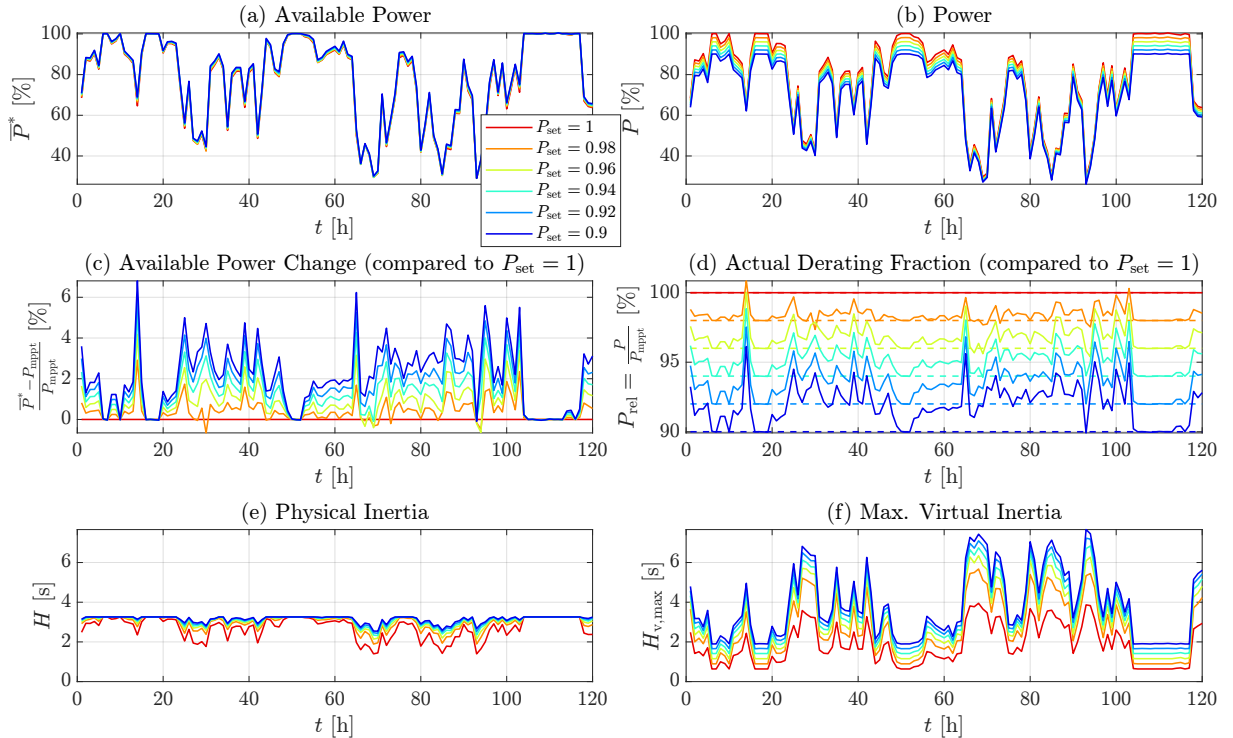 (a) Available Power
100
80
60
40
P̅* [%]
0 20 40 60 80 100 120
t [h]
(b) Power
100
80
60
40
P [%]
0 20 40 60 80 100 120
t [h]
P_set = 1
P_set = 0.98
P_set = 0.96
P_set = 0.94
P_set = 0.92
P_set = 0.9
(c) Available Power Change (compared to P_set = 1)
6
4
2
0
(P̅* − P_mppt)/P_mppt [%]
0 20 40 60 80 100 120
t [h]
(d) Actual Derating Fraction (compared to P_set = 1)
100
95
90
P_rel = P/P_mppt [%]
0 20 40 60 80 100 120
t [h]
(e) Physical Inertia
6
4
2
0
H [s]
0 20 40 60 80 100 120
t [h]
(f) Max. Virtual Inertia
6
4
2
0
H_v,max [s]
0 20 40 60 80 100 120
t [h]